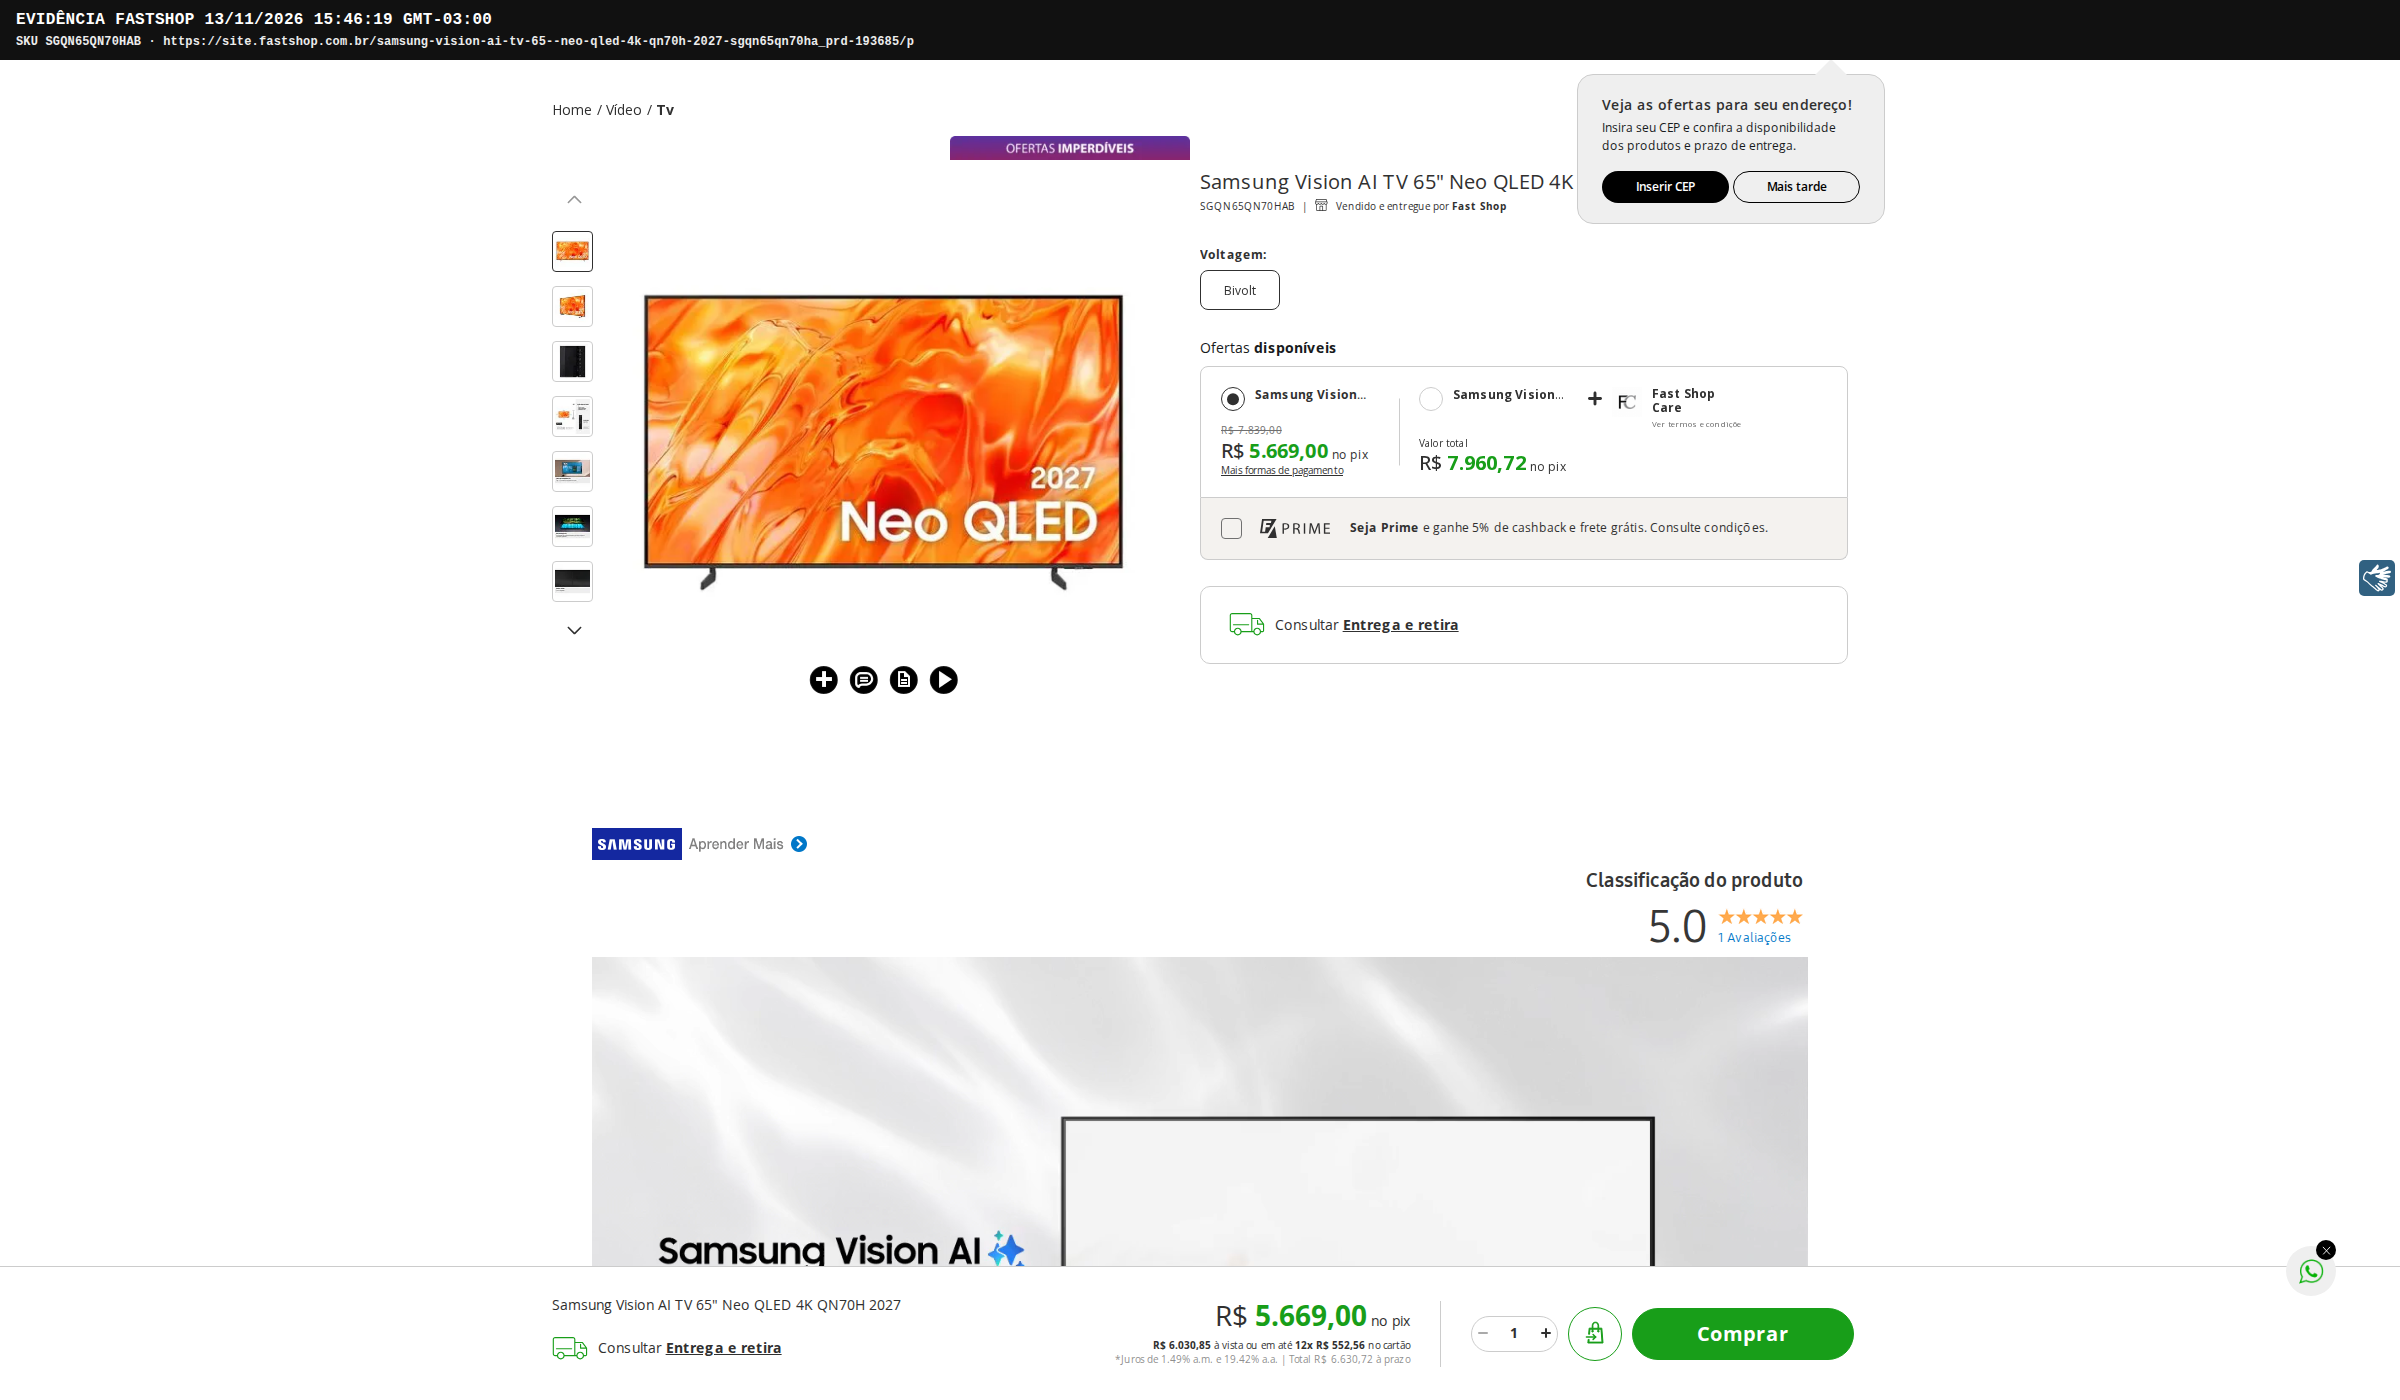 EVIDÊNCIA FASTSHOP 13/11/2026 15:46:19 GMT-03:00
SKU SGQN65QN70HAB · https://site.fastshop.com.br/samsung-vision-ai-tv-65--neo-qled-4k-qn70h-2027-sgqn65qn70ha_prd-193685/p
Home / Vídeo / Tv
Veja as ofertas para seu endereço!
Insira seu CEP e confira a disponibilidade
dos produtos e prazo de entrega.
Inserir CEP
Mais tarde
OFERTAS IMPERDÍVEIS
Samsung Vision AI TV 65" Neo QLED 4K
SGQN65QN70HAB | Vendido e entregue por Fast Shop
Voltagem:
Bivolt
2027
Neo QLED
Ofertas disponíveis
Samsung Vision...
R$ 7.839,00
R$ 5.669,00 no pix
Mais formas de pagamento
Samsung Vision...
Valor total
R$ 7.960,72 no pix
+ FC
Fast Shop
Care
Ver termos e condiçõe
PRIME Seja Prime e ganhe 5% de cashback e frete grátis. Consulte condições.
Consultar Entrega e retira
SAMSUNG Aprender Mais
Classificação do produto
5.0
1 Avaliações
Samsung Vision AI
Samsung Vision AI TV 65" Neo QLED 4K QN70H 2027
Consultar Entrega e retira
R$ 5.669,00 no pix
R$ 6.030,85 à vista ou em até 12x R$ 552,56 no cartão
*Juros de 1.49% a.m. e 19.42% a.a. | Total R$ 6.630,72 à prazo
− 1 +
Comprar